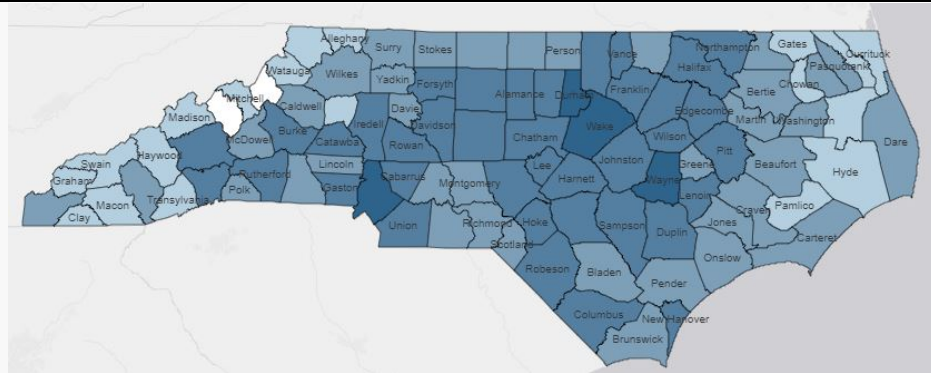 Alleghany
Surry
Stokes
Person
Vance
Northampton
Gates
Currituck
Watauga
Wilkes
Yadkin
Forsyth
Alamance
Durham
Franklin
Halifax
Bertie
Chowan
Pasquotank
Mitchell
Madison
Caldwell
Davie
Iredell
Davidson
Edgecombe
Martin
Washington
McDowell
Burke
Catawba
Rowan
Chatham
Wake
Wilson
Pitt
Dare
Swain
Haywood
Rutherford
Lincoln
Cabarrus
Montgomery
Lee
Harnett
Johnston
Wayne
Greene
Beaufort
Hyde
Graham
Macon
Transylvania
Polk
Gaston
Lenoir
Craven
Pamlico
Clay
Union
Richmond
Hoke
Sampson
Duplin
Jones
Carteret
Scotland
Robeson
Bladen
Onslow
Pender
Columbus
New Hanover
Brunswick